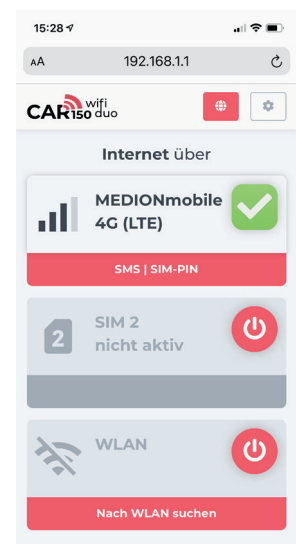 15:28
AA 192.168.1.1
CAR150 wifi duo
Internet über
MEDIONmobile
4G (LTE)
SMS | SIM-PIN
2
SIM 2
nicht aktiv
WLAN
Nach WLAN suchen